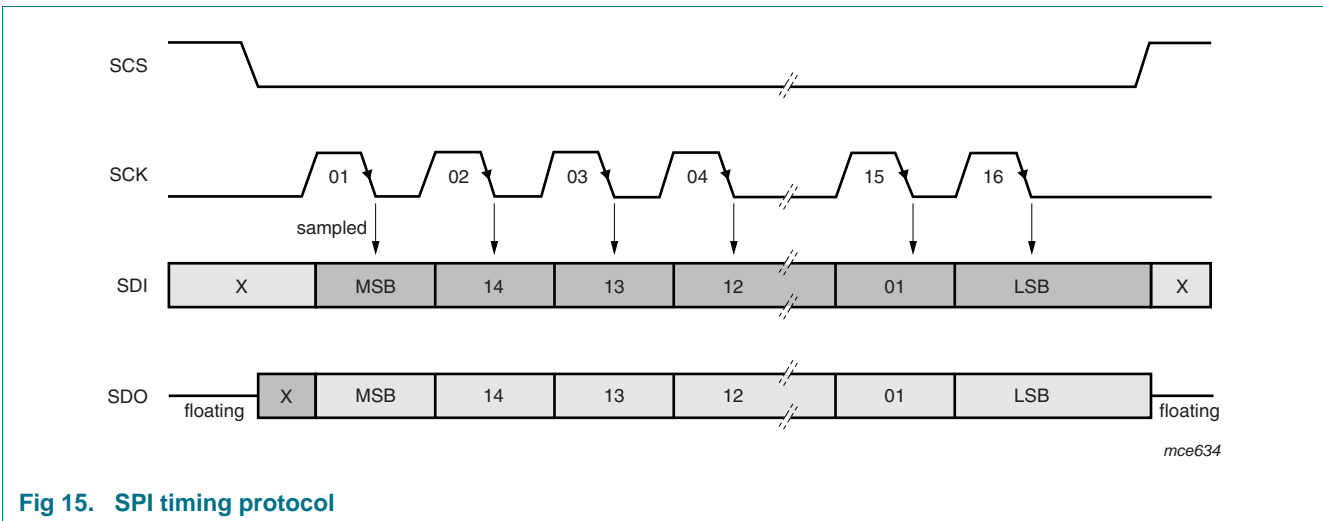 SCS
SCK 01 02 03 04 15 16
sampled
SDI X MSB 14 13 12 01 LSB X
SDO floating X MSB 14 13 12 01 LSB floating
mce634
Fig 15. SPI timing protocol